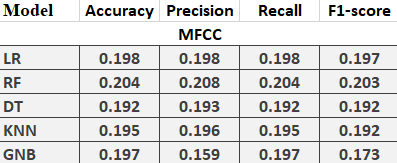 Model Accuracy Precision Recall F1-score
MFCC
LR 0.198 0.198 0.198 0.197
RF 0.204 0.208 0.204 0.203
DT 0.192 0.193 0.192 0.192
KNN 0.195 0.196 0.195 0.192
GNB 0.197 0.159 0.197 0.173